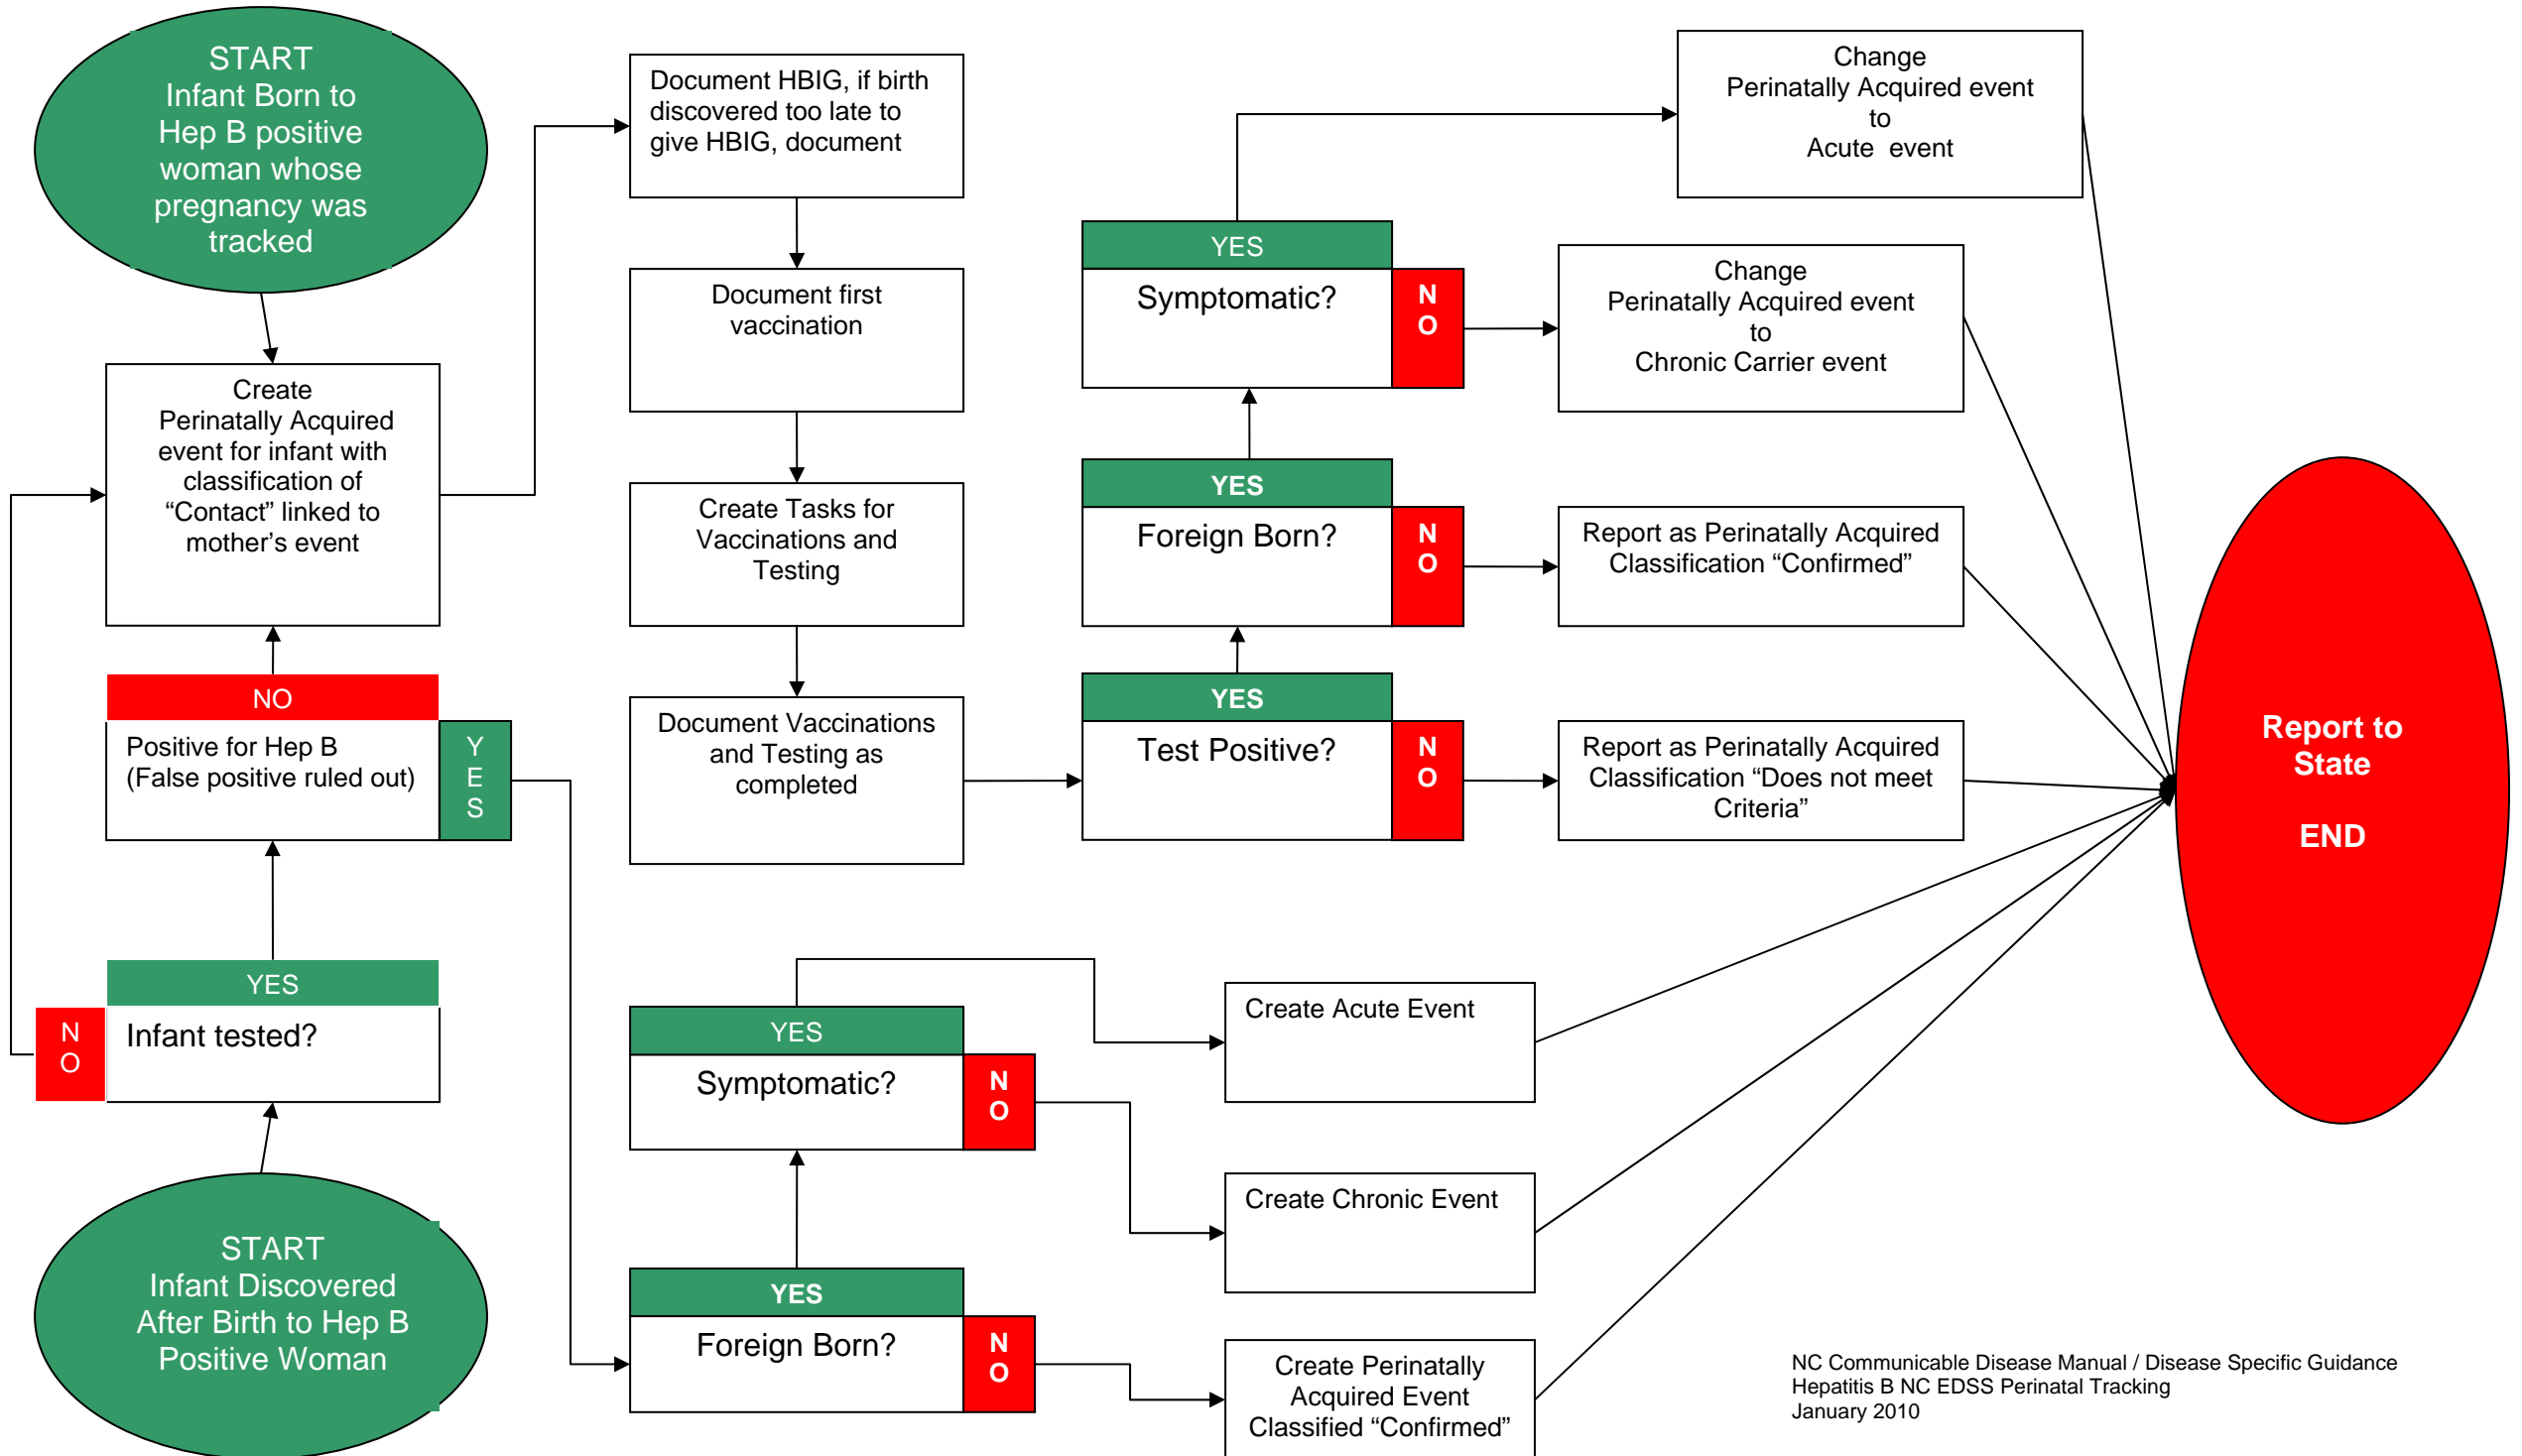 START
Infant Born to
Hep B positive
woman whose
pregnancy was
tracked
Create
Perinatally Acquired
event for infant with
classification of
“Contact” linked to
mother’s event
NO
Positive for Hep B
(False positive ruled out)
Y
E
S
YES
Infant tested?
N
O
START
Infant Discovered
After Birth to Hep B
Positive Woman
Document HBIG, if birth
discovered too late to
give HBIG, document
Document first
vaccination
Create Tasks for
Vaccinations and
Testing
Document Vaccinations
and Testing as
completed
YES
Symptomatic?
N
O
YES
Foreign Born?
N
O
YES
Test Positive?
N
O
Change
Perinatally Acquired event
to
Acute event
Change
Perinatally Acquired event
to
Chronic Carrier event
Report as Perinatally Acquired
Classification “Confirmed”
Report as Perinatally Acquired
Classification “Does not meet
Criteria”
YES
Symptomatic?
N
O
YES
Foreign Born?
N
O
Create Acute Event
Create Chronic Event
Create Perinatally
Acquired Event
Classified “Confirmed”
Report to
State
END
NC Communicable Disease Manual / Disease Specific Guidance
Hepatitis B NC EDSS Perinatal Tracking
January 2010